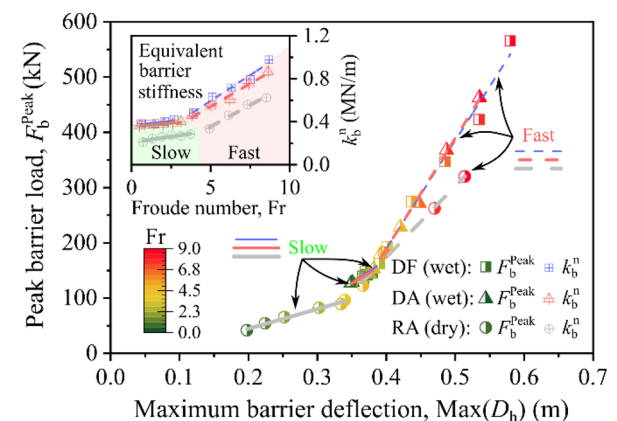 600
500
400
300
200
100
0
Peak barrier load, F_b^Peak (kN)
0.0 0.1 0.2 0.3 0.4 0.5 0.6 0.7
Maximum barrier deflection, Max(D_h) (m)
Equivalent
barrier
stiffness
Slow Fast
0 5 10
Froude number, Fr
1.2
0.8
0.4
0.0
k_b^n (MN/m)
Fr
9.0
6.8
4.5
2.3
0.0
Slow
Fast
DF (wet): F_b^Peak k_b^n
DA (wet): F_b^Peak k_b^n
RA (dry): F_b^Peak k_b^n